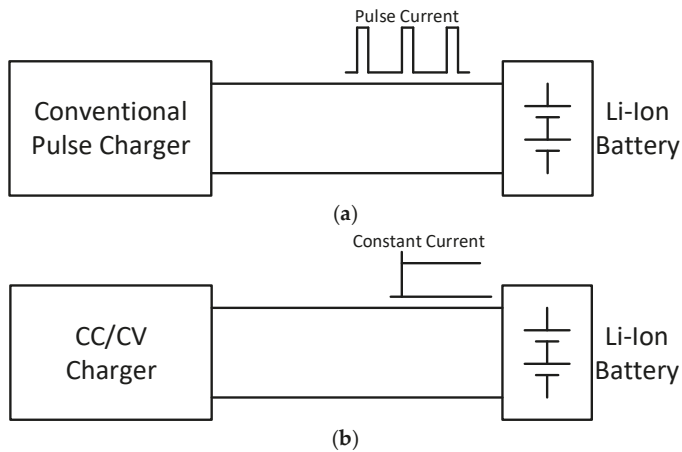 Pulse Current
Conventional
Pulse Charger
Li-Ion
Battery
(a)
Constant Current
CC/CV
Charger
Li-Ion
Battery
(b)